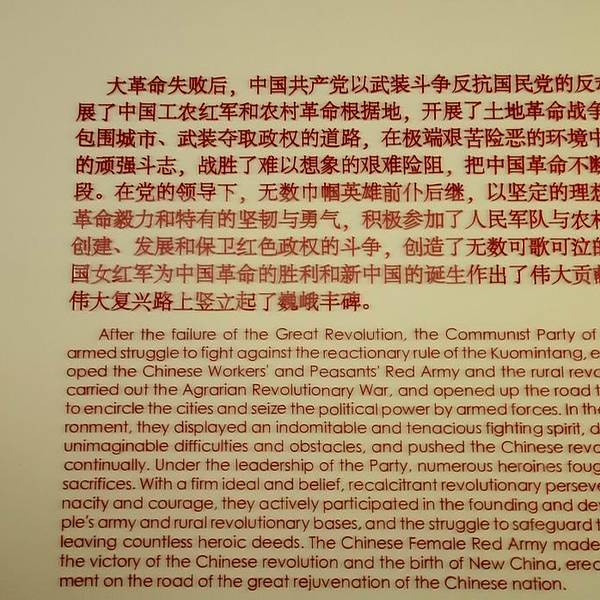 大革命失败后，中国共产党以武装斗争反抗国民党的反动
展了中国工农红军和农村革命根据地，开展了土地革命战争
包围城市、武装夺取政权的道路，在极端艰苦险恶的环境中
的顽强斗志，战胜了难以想象的艰难险阻，把中国革命不断
段。在党的领导下，无数巾帼英雄前仆后继，以坚定的理想
革命毅力和特有的坚韧与勇气，积极参加了人民军队与农村
创建、发展和保卫红色政权的斗争，创造了无数可歌可泣的
国女红军为中国革命的胜利和新中国的诞生作出了伟大贡献
伟大复兴路上竖立起了巍峨丰碑。
After the failure of the Great Revolution, the Communist Party of
armed struggle to fight against the reactionary rule of the Kuomintang, e
oped the Chinese Workers' and Peasants' Red Army and the rural revo
carried out the Agrarian Revolutionary War, and opened up the road t
to encircle the cities and seize the political power by armed forces. In the
ronment, they displayed an indomitable and tenacious fighting spirit, d
unimaginable difficulties and obstacles, and pushed the Chinese revo
continually. Under the leadership of the Party, numerous heroines foug
sacrifices. With a firm ideal and belief, recalcitrant revolutionary perseve
nacity and courage, they actively participated in the founding and dev
ple's army and rural revolutionary bases, and the struggle to safeguard t
leaving countless heroic deeds. The Chinese Female Red Army made
the victory of the Chinese revolution and the birth of New China, erec
ment on the road of the great rejuvenation of the Chinese nation.